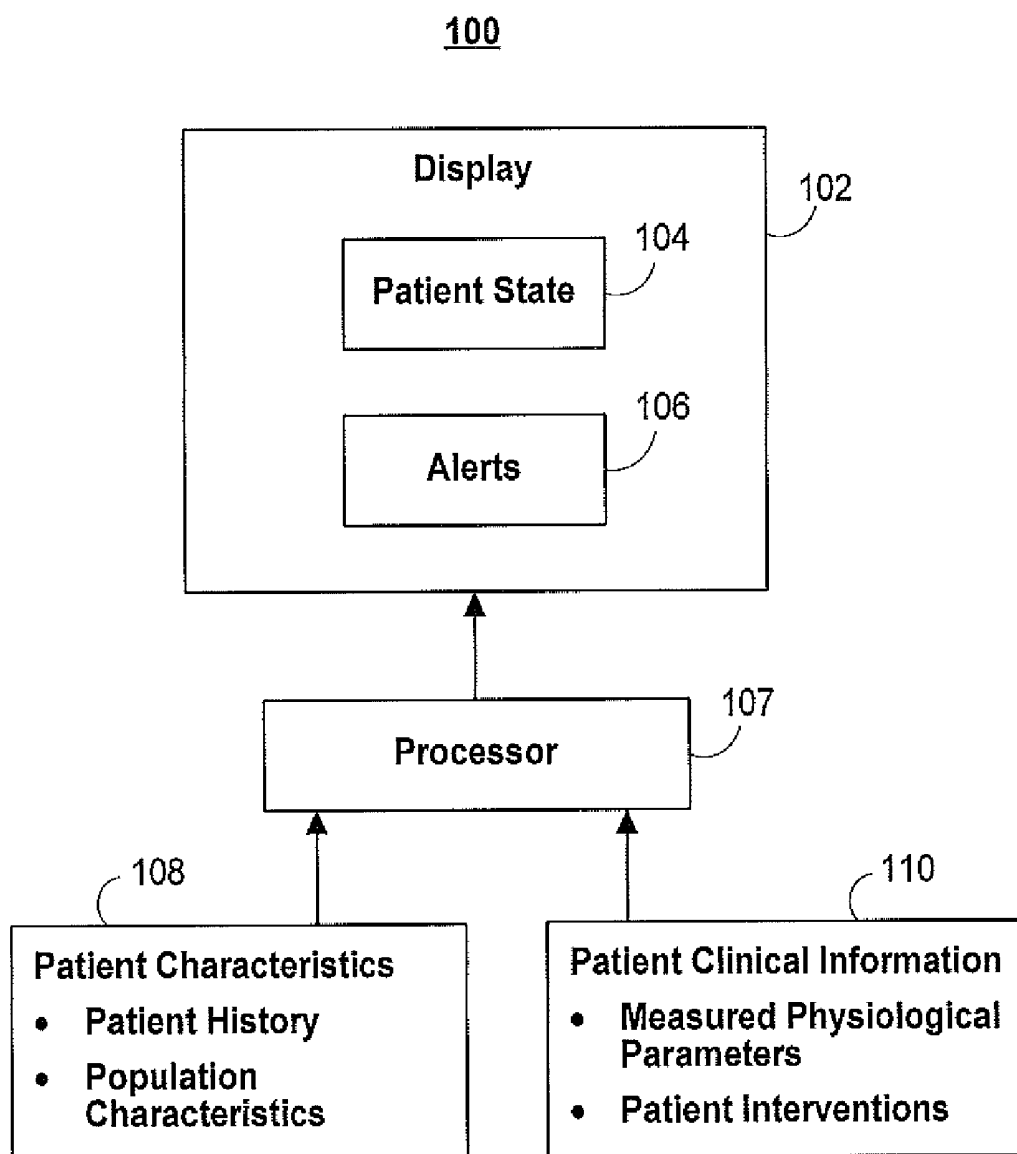 100
Display
102
104
Patient State
106
Alerts
107
Processor
108
110
Patient Characteristics
• Patient History
• Population
Characteristics
Patient Clinical Information
• Measured Physiological
Parameters
• Patient Interventions